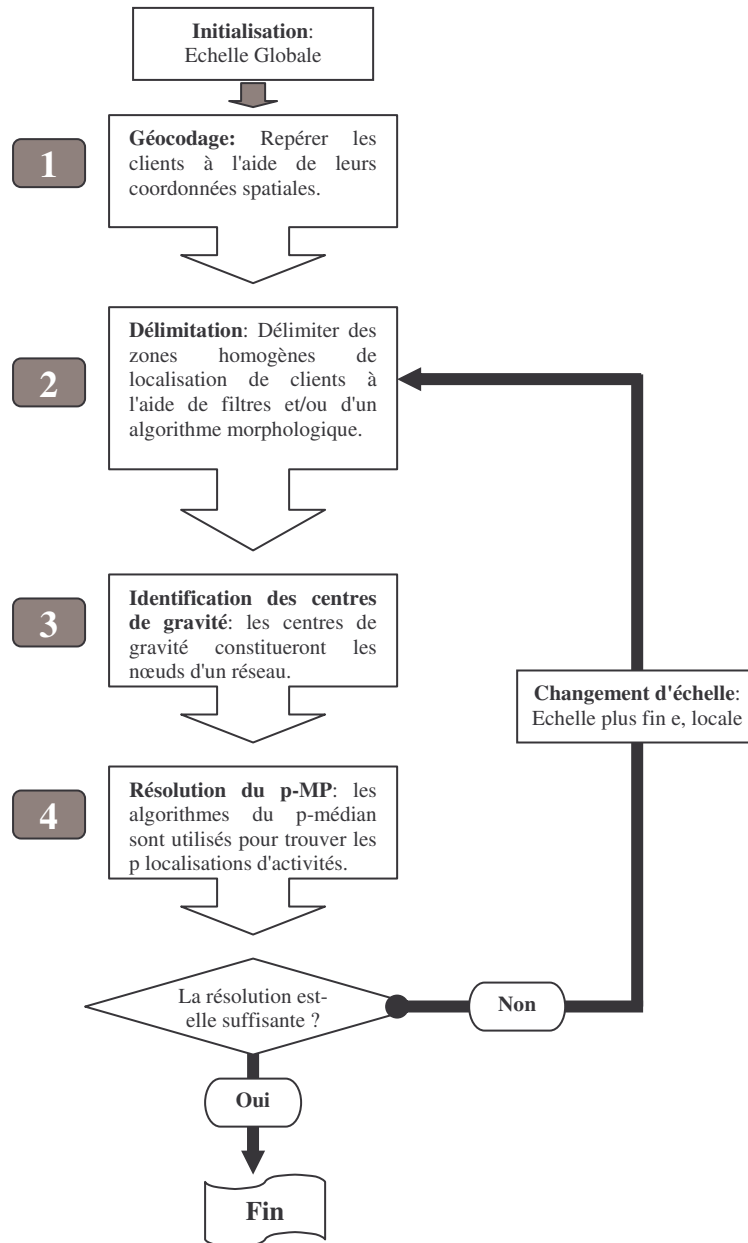 Initialisation:
Echelle Globale
1
Géocodage: Repérer les
clients à l'aide de leurs
coordonnées spatiales.
2
Délimitation: Délimiter des
zones homogènes de
localisation de clients à
l'aide de filtres et/ou d'un
algorithme morphologique.
3
Identification des centres
de gravité: les centres de
gravité constitueront les
nœuds d'un réseau.
Changement d'échelle:
Echelle plus fin e, locale
4
Résolution du p-MP: les
algorithmes du p-médian
sont utilisés pour trouver les
p localisations d'activités.
La résolution est-
elle suffisante ?
Non
Oui
Fin